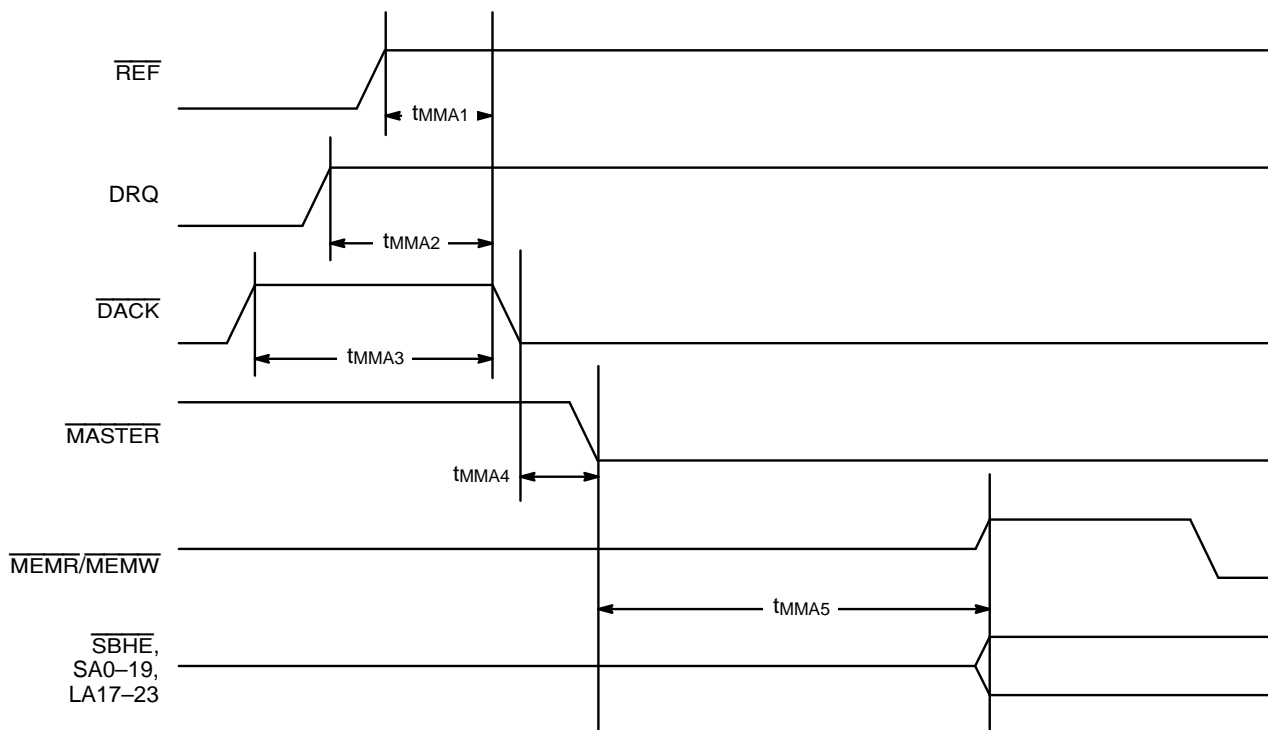 REF
tMMA1
DRQ
tMMA2
DACK
tMMA3
MASTER
tMMA4
MEMR/MEMW
tMMA5
SBHE,
SA0–19,
LA17–23